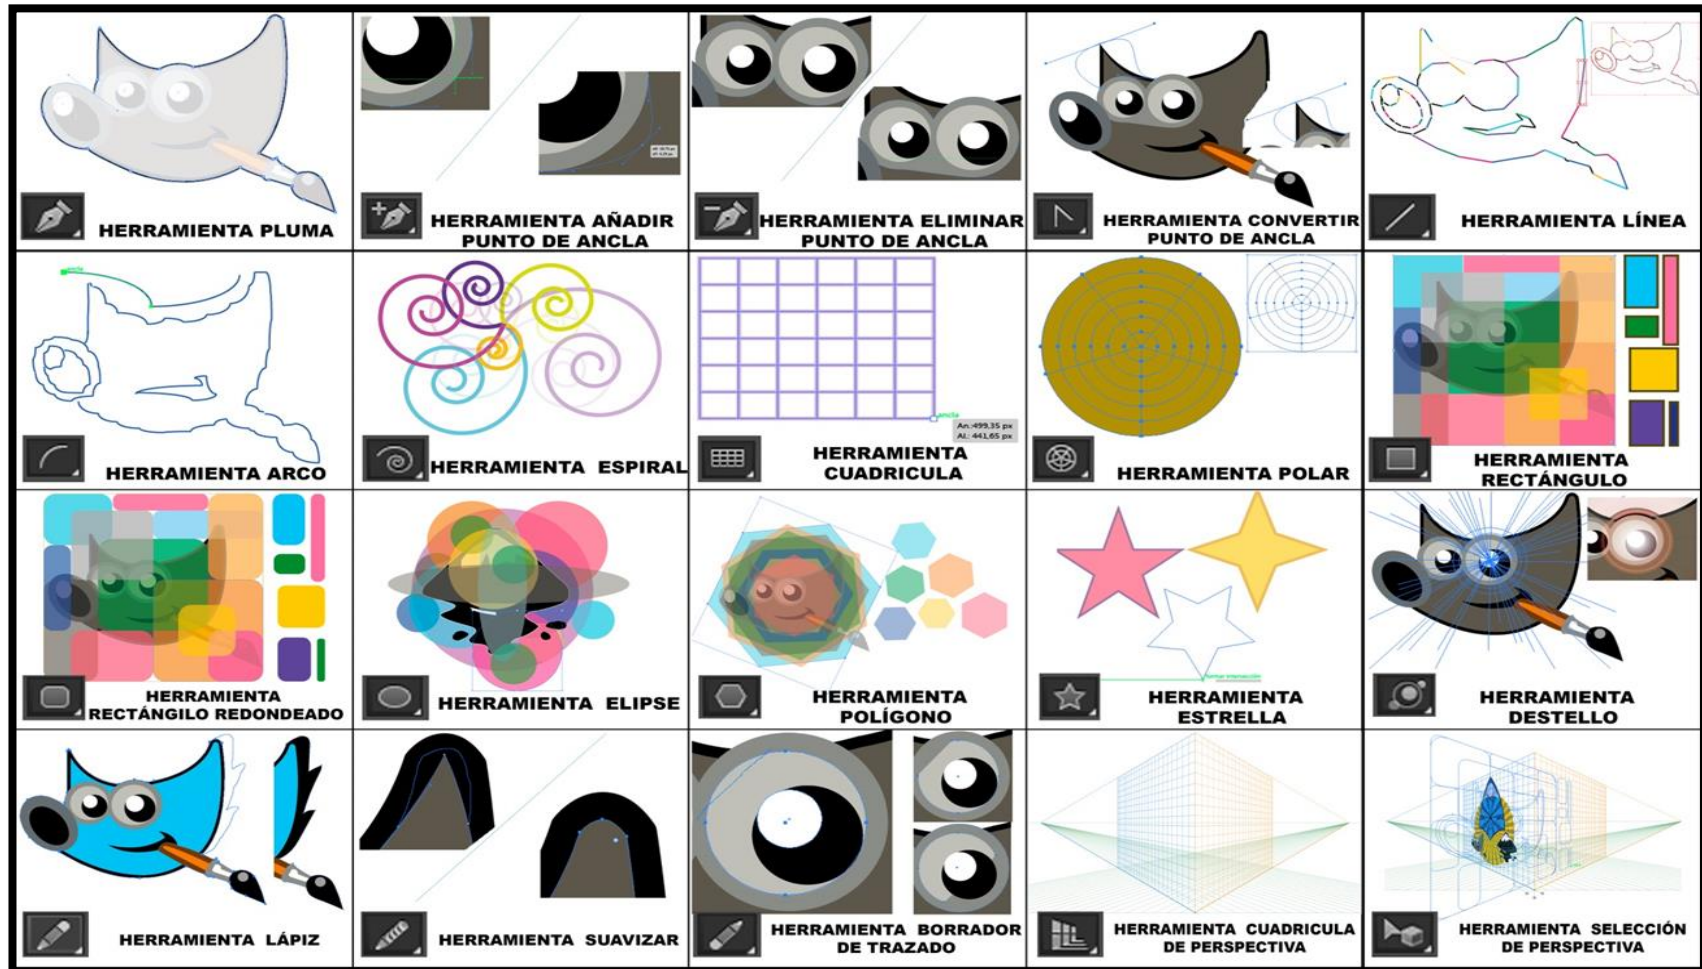 HERRAMIENTA PLUMA
HERRAMIENTA AÑADIR
PUNTO DE ANCLA
HERRAMIENTA ELIMINAR
PUNTO DE ANCLA
HERRAMIENTA CONVERTIR
PUNTO DE ANCLA
HERRAMIENTA LÍNEA
ancla
HERRAMIENTA ARCO
HERRAMIENTA ESPIRAL
ancla
An.:499,35 px
Al.: 441,65 px
HERRAMIENTA
CUADRICULA
HERRAMIENTA POLAR
HERRAMIENTA
RECTÁNGULO
HERRAMIENTA
RECTÁNGILO REDONDEADO
HERRAMIENTA ELIPSE
HERRAMIENTA
POLÍGONO
HERRAMIENTA
ESTRELLA
HERRAMIENTA
DESTELLO
HERRAMIENTA LÁPIZ
HERRAMIENTA SUAVIZAR
HERRAMIENTA BORRADOR
DE TRAZADO
HERRAMIENTA CUADRICULA
DE PERSPECTIVA
HERRAMIENTA SELECCIÓN
DE PERSPECTIVA